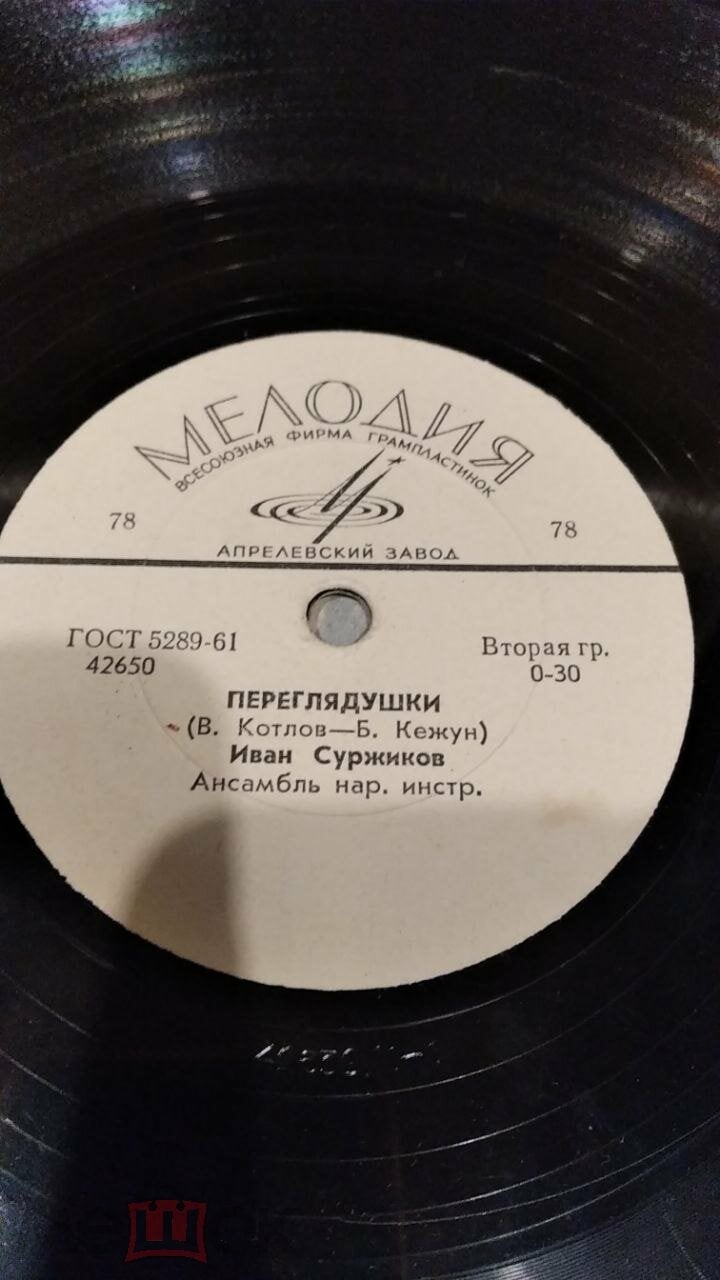 МЕЛОДИЯ
ВСЕСОЮЗНАЯ ФИРМА ГРАМПЛАСТИНОК
78 78
АПРЕЛЕВСКИЙ ЗАВОД
ГОСТ 5289-61 Вторая гр.
42650 0-30
ПЕРЕГЛЯДУШКИ
(В. Котлов—Б. Кежун)
Иван Суржиков
Ансамбль нар. инстр.